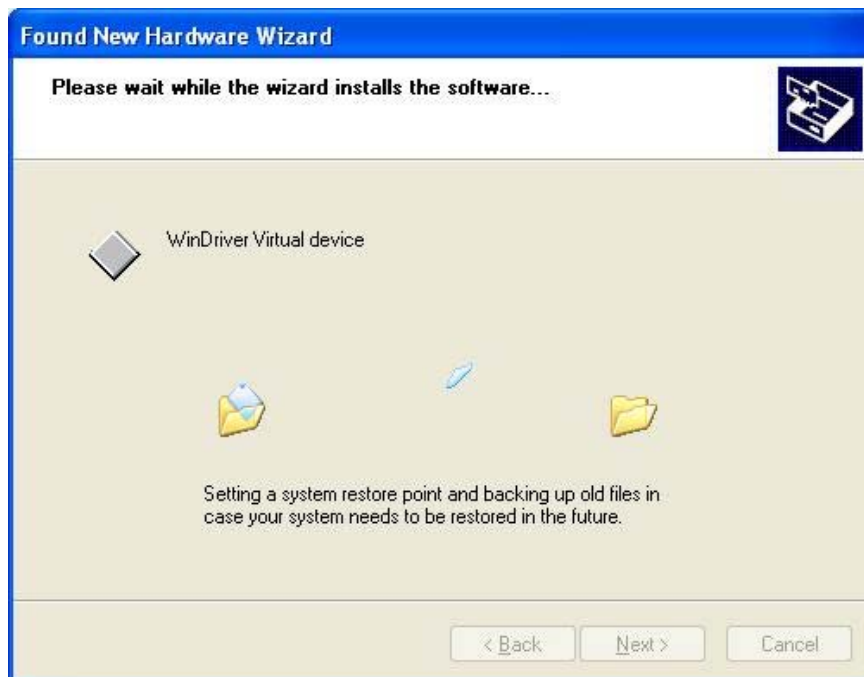 Found New Hardware Wizard
Please wait while the wizard installs the software...
WinDriver Virtual device
Setting a system restore point and backing up old files in
case your system needs to be restored in the future.
< Back Next > Cancel